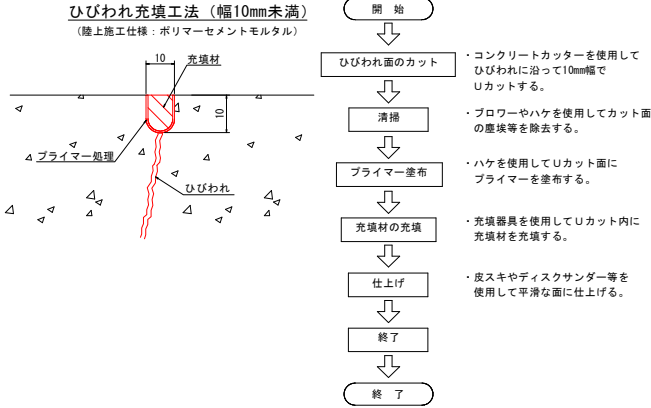 ひびわれ充填工法（幅10mm未満）
（陸上施工仕様：ポリマーセメントモルタル）
10
充填材
10
プライマー処理
ひびわれ
開 始
ひびわれ面のカット
・コンクリートカッターを使用して
ひびわれに沿って10mm幅で
Uカットする。
清掃
・ブロワーやハケを使用してカット面
の塵埃等を除去する。
プライマー塗布
・ハケを使用してUカット面に
プライマーを塗布する。
充填材の充填
・充填器具を使用してUカット内に
充填材を充填する。
仕上げ
・皮スキやディスクサンダー等を
使用して平滑な面に仕上げる。
終了
終 了